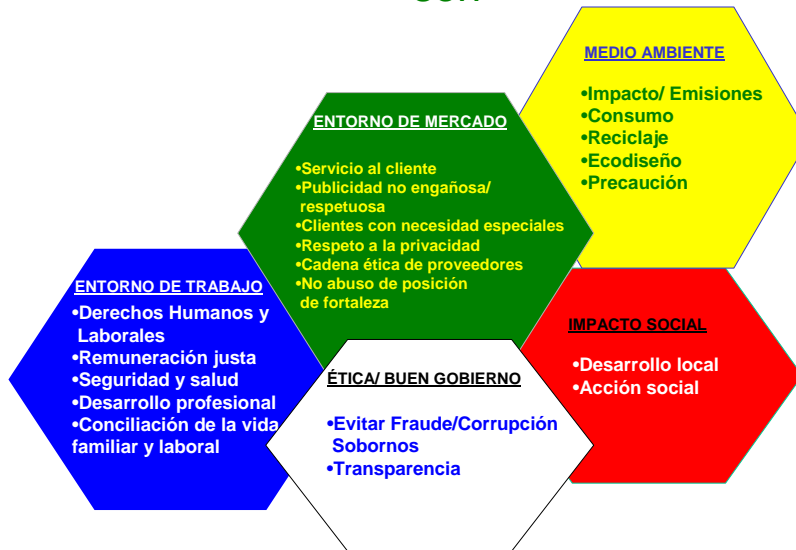 MEDIO AMBIENTE
•Impacto/ Emisiones
•Consumo
•Reciclaje
•Ecodiseño
•Precaución
ENTORNO DE MERCADO
•Servicio al cliente
•Publicidad no engañosa/
respetuosa
•Clientes con necesidad especiales
•Respeto a la privacidad
•Cadena ética de proveedores
•No abuso de posición
de fortaleza
ENTORNO DE TRABAJO
•Derechos Humanos y
Laborales
•Remuneración justa
•Seguridad y salud
•Desarrollo profesional
•Conciliación de la vida
familiar y laboral
IMPACTO SOCIAL
•Desarrollo local
•Acción social
ÉTICA/ BUEN GOBIERNO
•Evitar Fraude/Corrupción
Sobornos
•Transparencia